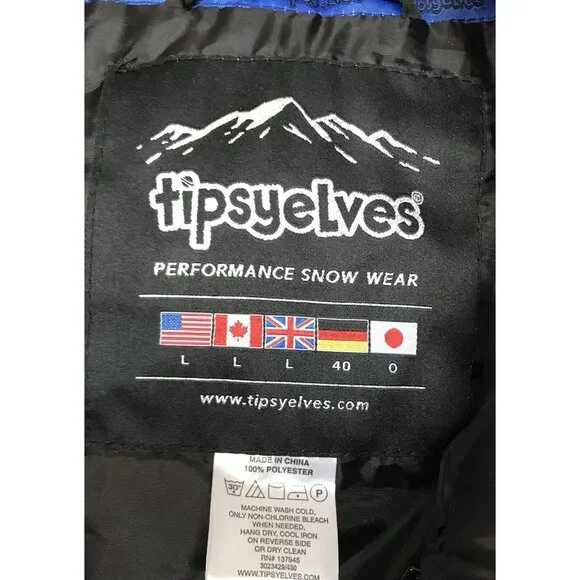 tipsyelves®
PERFORMANCE SNOW WEAR
L L L 40 O
www.tipsyelves.com
MADE IN CHINA
100% POLYESTER
30° P
MACHINE WASH COLD,
ONLY NON-CHLORINE BLEACH
WHEN NEEDED,
HANG DRY, COOL IRON
ON REVERSE SIDE
OR DRY CLEAN
RN# 137945
3023429/430
WWW.TIPSYELVES.COM